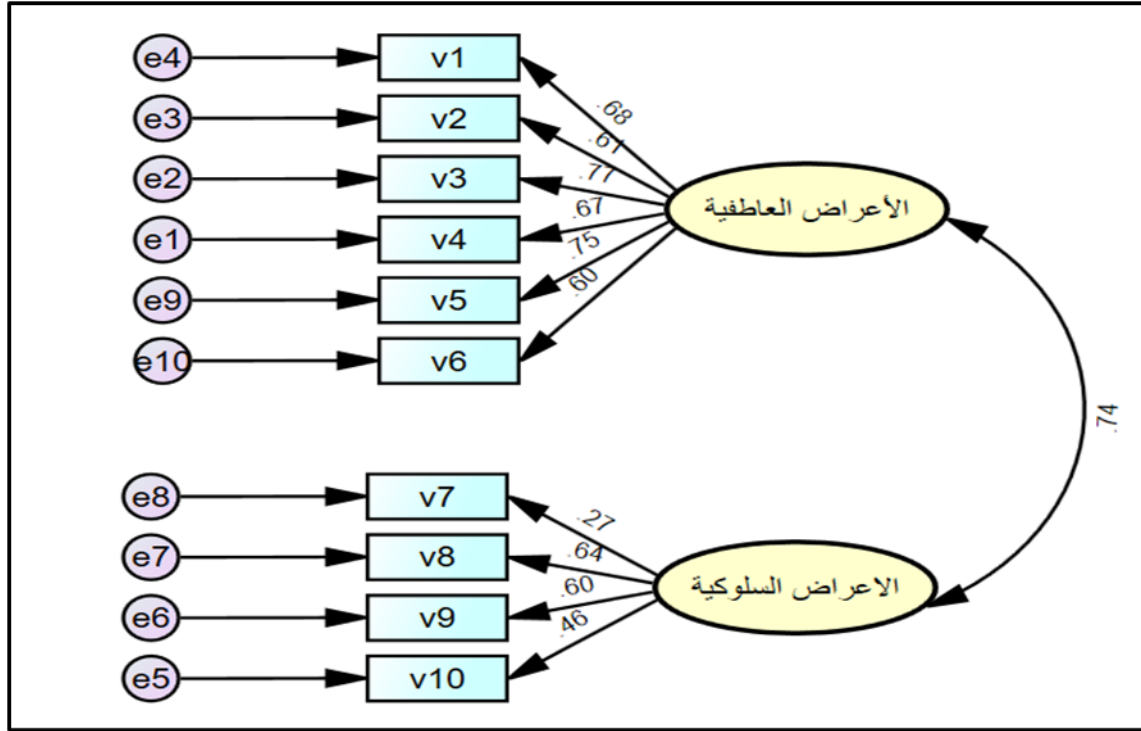 e4 v1
.68
e3 v2
.61
e2 v3
.77
الأعراض العاطفية
e1 v4
.67
e9 v5
.75
e10 v6
.60
.74
e8 v7
.27
e7 v8
.64
الاعراض السلوكية
e6 v9
.60
e5 v10
.46